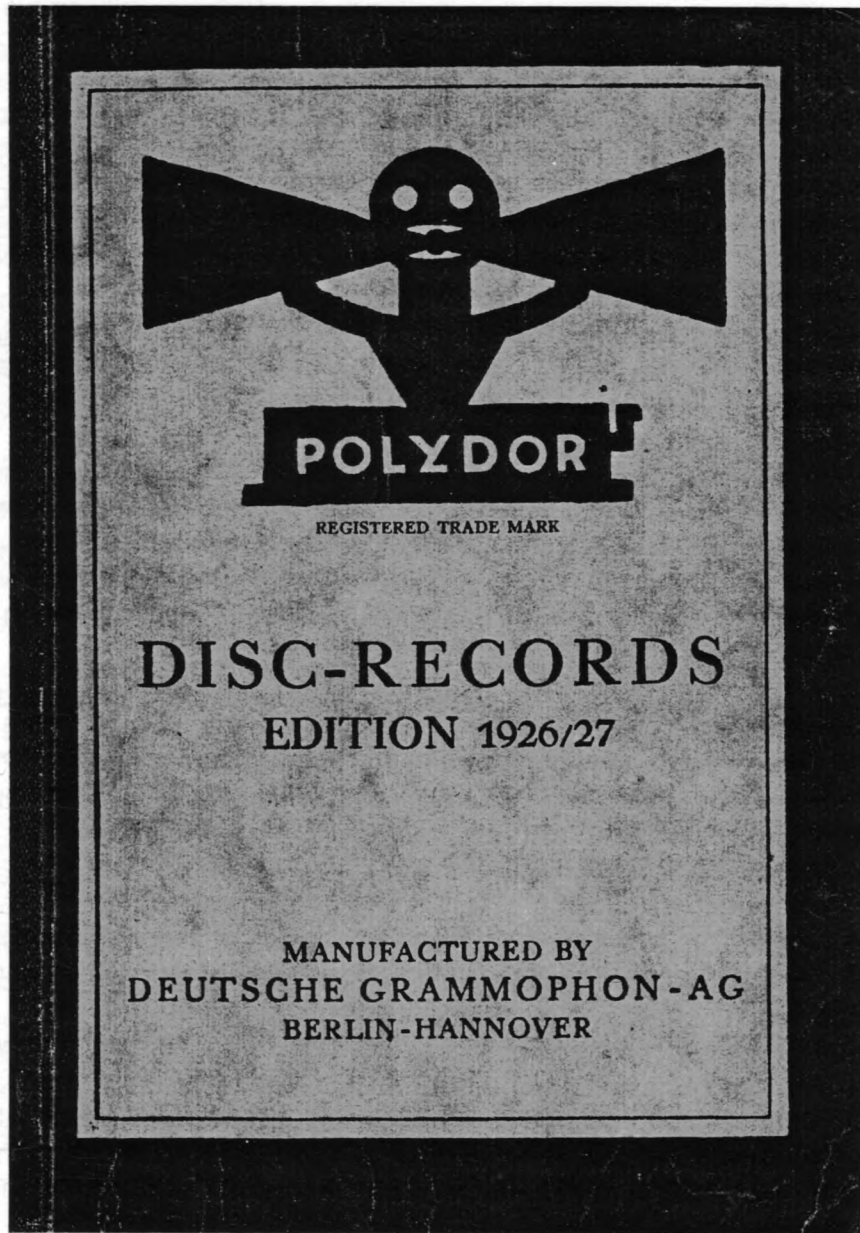 POLYDOR
REGISTERED TRADE MARK
DISC-RECORDS
EDITION 1926/27
MANUFACTURED BY
DEUTSCHE GRAMMOPHON-AG
BERLIN-HANNOVER